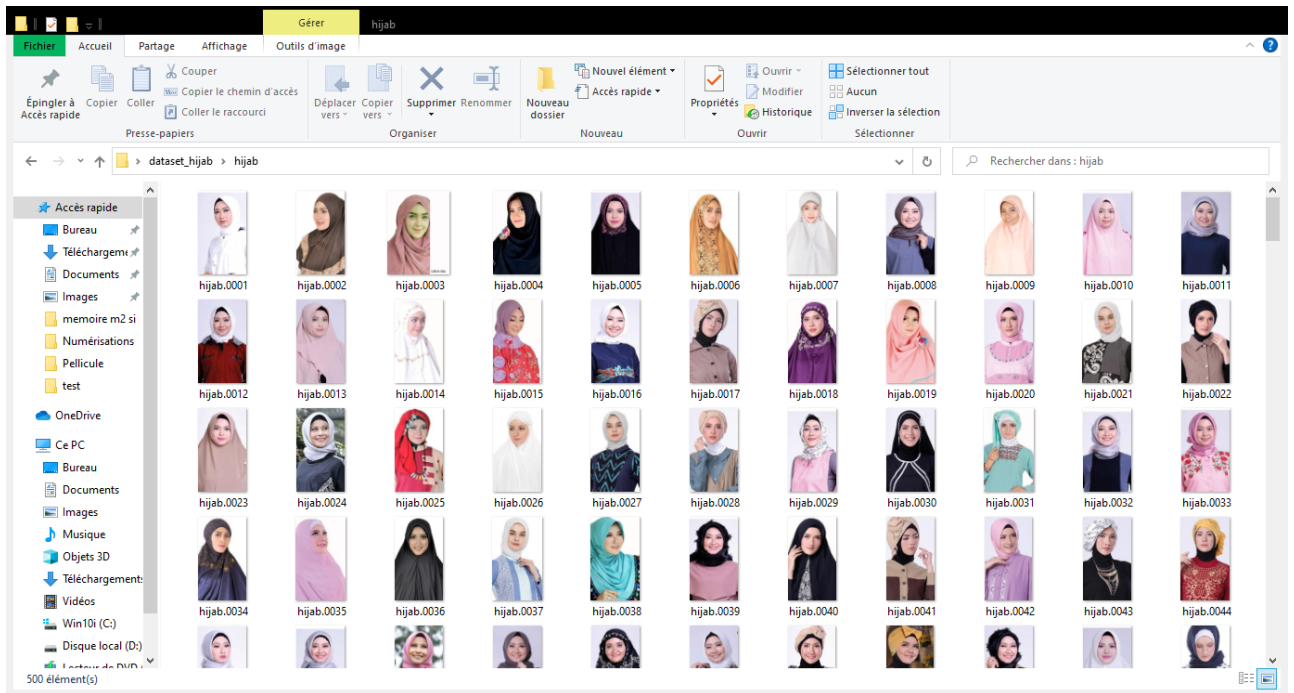 Gérer
hijab
Fichier
Accueil
Partage
Affichage
Outils d'image
Épingler à
Accès rapide
Copier
Coller
Couper
Copier le chemin d'accès
Coller le raccourci
Presse-papiers
Déplacer
vers
Copier
vers
Supprimer
Renommer
Organiser
Nouveau
dossier
Nouvel élément
Accès rapide
Nouveau
Propriétés
Ouvrir
Modifier
Historique
Ouvrir
Sélectionner tout
Aucun
Inverser la sélection
Sélectionner
dataset_hijab > hijab
Rechercher dans : hijab
Accès rapide
Bureau
Téléchargeme
Documents
Images
memoire m2 si
Numérisations
Pellicule
test
OneDrive
Ce PC
Bureau
Documents
Images
Musique
Objets 3D
Téléchargement
Vidéos
Win10i (C:)
Disque local (D:)
Lecteur de DVD
hijab.0001 hijab.0002 hijab.0003 hijab.0004 hijab.0005 hijab.0006 hijab.0007 hijab.0008 hijab.0009 hijab.0010 hijab.0011
hijab.0012 hijab.0013 hijab.0014 hijab.0015 hijab.0016 hijab.0017 hijab.0018 hijab.0019 hijab.0020 hijab.0021 hijab.0022
hijab.0023 hijab.0024 hijab.0025 hijab.0026 hijab.0027 hijab.0028 hijab.0029 hijab.0030 hijab.0031 hijab.0032 hijab.0033
hijab.0034 hijab.0035 hijab.0036 hijab.0037 hijab.0038 hijab.0039 hijab.0040 hijab.0041 hijab.0042 hijab.0043 hijab.0044
500 élément(s)